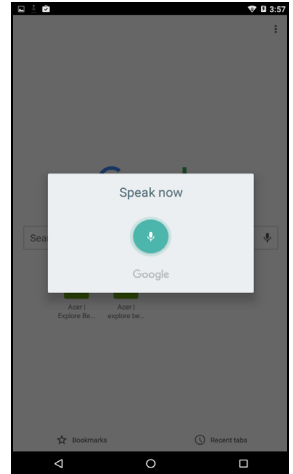 3:57
Speak now
Sea
Google
Acer |
Explore Be...
Acer |
explore be...
Bookmarks
Recent tabs